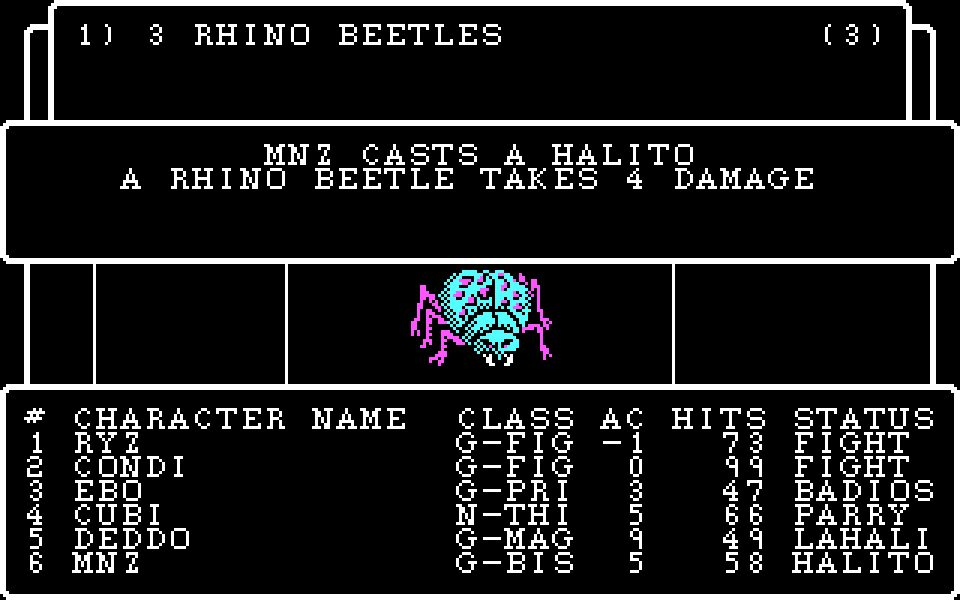 1) 3 RHINO BEETLES (3)
MNZ CASTS A HALITO
A RHINO BEETLE TAKES 4 DAMAGE
# CHARACTER NAME CLASS AC HITS STATUS
1 RYZ G-FIG -1 73 FIGHT
2 CONDI G-FIG 0 99 FIGHT
3 EBO G-PRI 3 47 BADIOS
4 CUBI N-THI 5 66 PARRY
5 DEDDO G-MAG 9 49 LAHALI
6 MNZ G-BIS 5 58 HALITO